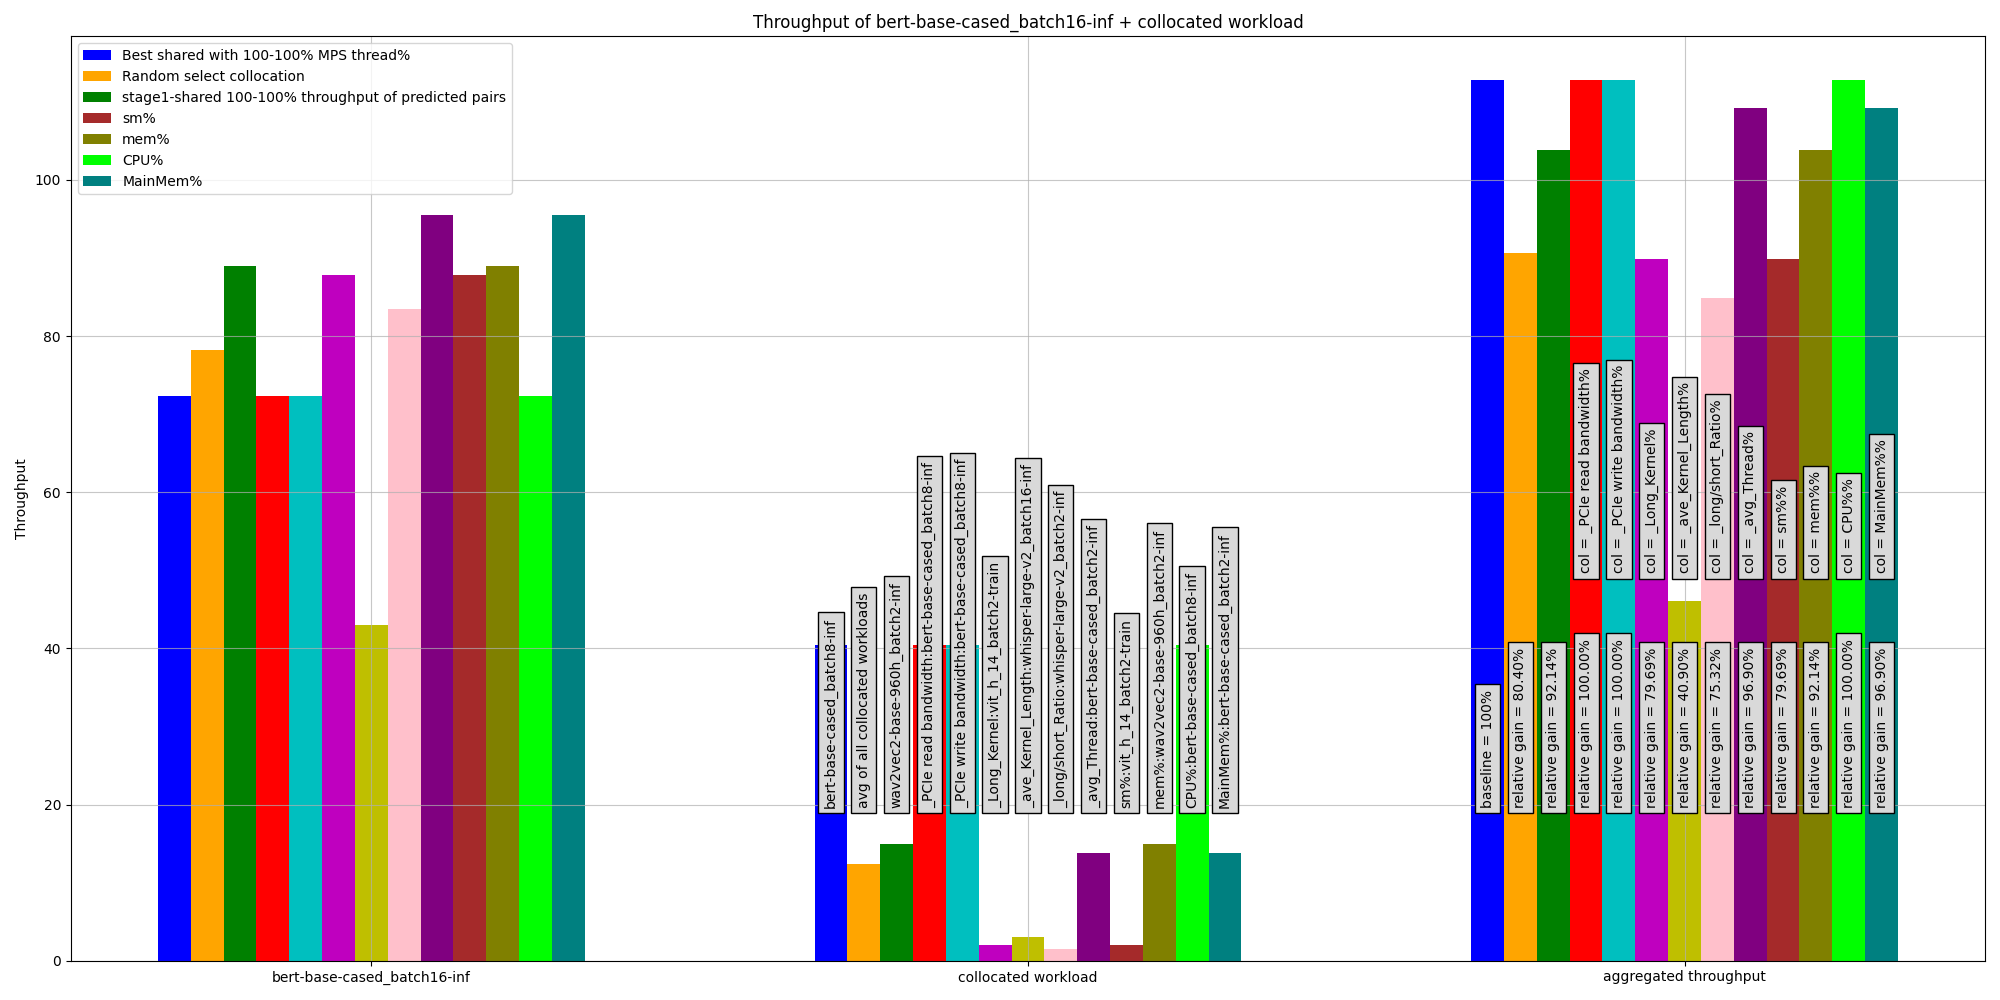 Throughput of bert-base-cased_batch16-inf + collocated workload
Best shared with 100-100% MPS thread%
Random select collocation
stage1-shared 100-100% throughput of predicted pairs
sm%
mem%
CPU%
MainMem%
Throughput
100
80
60
40
20
0
bert-base-cased_batch8-inf
avg of all collocated workloads
wav2vec2-base-960h_batch2-inf
_PCIe read bandwidth:bert-base-cased_batch8-inf
_PCIe write bandwidth:bert-base-cased_batch8-inf
_Long_Kernel:vit_h_14_batch2-train
_ave_Kernel_Length:whisper-large-v2_batch16-inf
_long/short_Ratio:whisper-large-v2_batch2-inf
_avg_Thread:bert-base-cased_batch2-inf
sm%:vit_h_14_batch2-train
mem%:wav2vec2-base-960h_batch2-inf
CPU%:bert-base-cased_batch8-inf
MainMem%:bert-base-cased_batch2-inf
col = _PCIe read bandwidth%
col = _PCIe write bandwidth%
col = _Long_Kernel%
col = _ave_Kernel_Length%
col = _long/short_Ratio%
col = _avg_Thread%
col = sm%%
col = mem%%
col = CPU%%
col = MainMem%%
baseline = 100%
relative gain = 80.40%
relative gain = 92.14%
relative gain = 100.00%
relative gain = 100.00%
relative gain = 79.69%
relative gain = 40.90%
relative gain = 75.32%
relative gain = 96.90%
relative gain = 79.69%
relative gain = 92.14%
relative gain = 100.00%
relative gain = 96.90%
bert-base-cased_batch16-inf
collocated workload
aggregated throughput